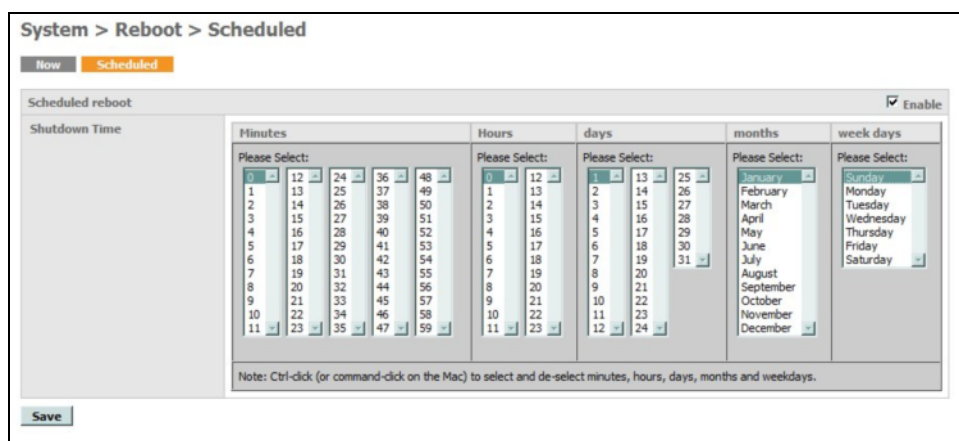 System > Reboot > Scheduled
Now Scheduled
Scheduled reboot Enable
Shutdown Time Minutes Hours days months week days
Please Select: Please Select: Please Select: Please Select: Please Select:
0 12 24 36 48 0 12 1 13 25 January Sunday
1 13 25 37 49 1 13 2 14 26 February Monday
2 14 26 38 50 2 14 3 15 27 March Tuesday
3 15 27 39 51 3 15 4 16 28 April Wednesday
4 16 28 40 52 4 16 5 17 29 May Thursday
5 17 29 41 53 5 17 6 18 30 June Friday
6 18 30 42 54 6 18 7 19 31 July Saturday
7 19 31 43 55 7 19 8 20 August
8 20 32 44 56 8 20 9 21 September
9 21 33 45 57 9 21 10 22 October
10 22 34 46 58 10 22 11 23 November
11 23 35 47 59 11 23 12 24 December
Note: Ctrl-click (or command-click on the Mac) to select and de-select minutes, hours, days, months and weekdays.
Save